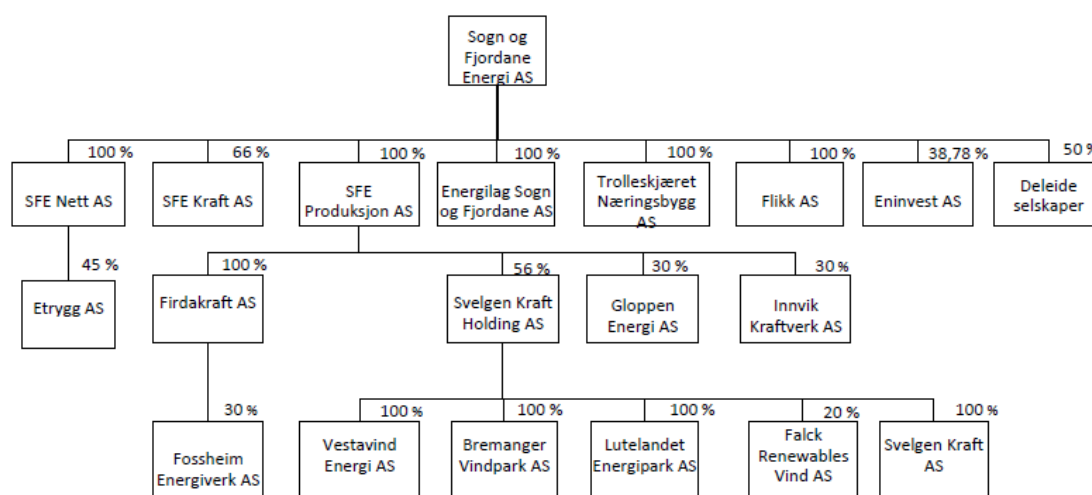 Sogn og
Fjordane
Energi AS
100 %
66 %
100 %
100 %
100 %
100 %
38,78 %
50 %
SFE Nett AS
SFE Kraft AS
SFE
Produksjon AS
Energilag Sogn
og Fjordane AS
Trolleskjæret
Næringsbygg
AS
Flikk AS
Eninvest AS
Deleide
selskaper
45 %
100 %
56 %
30 %
30 %
Etrygg AS
Firdakraft AS
Svelgen Kraft
Holding AS
Gloppen
Energi AS
Innvik
Kraftverk AS
30 %
100 %
100 %
100 %
20 %
100 %
Fossheim
Energiverk AS
Vestavind
Energi AS
Bremanger
Vindpark AS
Lutelandet
Energipark AS
Falck
Renewables
Vind AS
Svelgen Kraft
AS